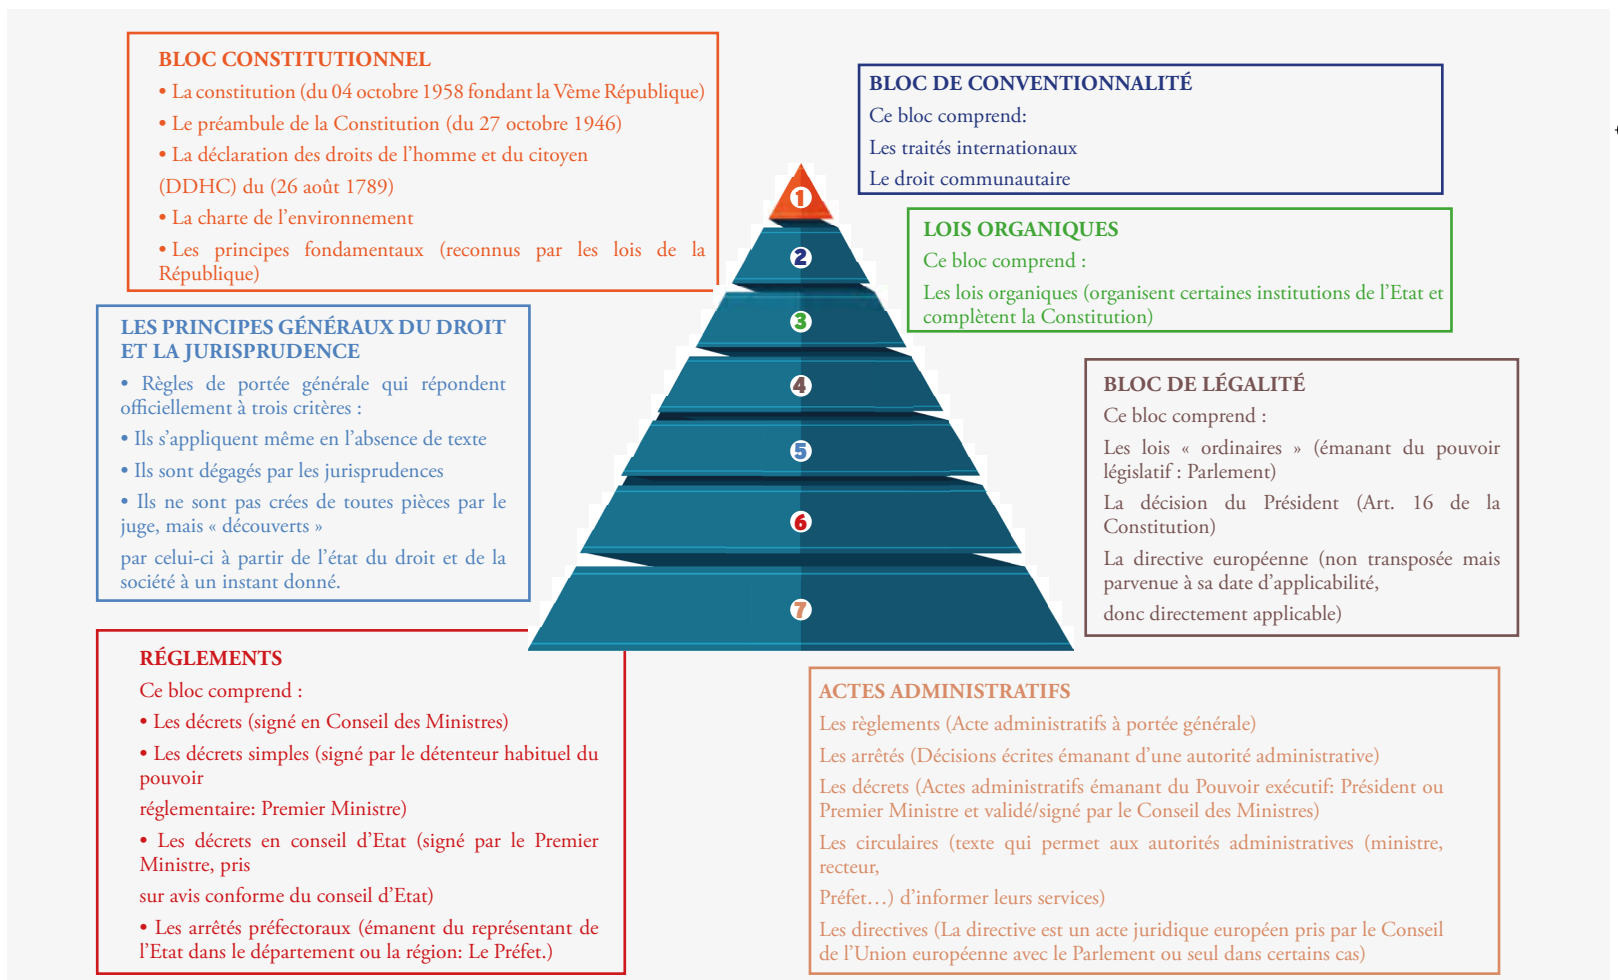 BLOC CONSTITUTIONNEL
• La constitution (du 04 octobre 1958 fondant la Vème République)
• Le préambule de la Constitution (du 27 octobre 1946)
• La déclaration des droits de l’homme et du citoyen
(DDHC) du (26 août 1789)
• La charte de l’environnement
• Les principes fondamentaux (reconnus par les lois de la
République)
BLOC DE CONVENTIONNALITÉ
Ce bloc comprend:
Les traités internationaux
Le droit communautaire
LOIS ORGANIQUES
Ce bloc comprend :
Les lois organiques (organisent certaines institutions de l’Etat et
complètent la Constitution)
BLOC DE LÉGALITÉ
Ce bloc comprend :
Les lois « ordinaires » (émanant du pouvoir
législatif : Parlement)
La décision du Président (Art. 16 de la
Constitution)
La directive européenne (non transposée mais
parvenue à sa date d’applicabilité,
donc directement applicable)
LES PRINCIPES GÉNÉRAUX DU DROIT
ET LA JURISPRUDENCE
• Règles de portée générale qui répondent
officiellement à trois critères :
• Ils s’appliquent même en l’absence de texte
• Ils sont dégagés par les jurisprudences
• Ils ne sont pas crées de toutes pièces par le
juge, mais « découverts »
par celui-ci à partir de l’état du droit et de la
société à un instant donné.
1
2
3
4
5
6
7
RÉGLEMENTS
Ce bloc comprend :
• Les décrets (signé en Conseil des Ministres)
• Les décrets simples (signé par le détenteur habituel du
pouvoir
réglementaire: Premier Ministre)
• Les décrets en conseil d’Etat (signé par le Premier
Ministre, pris
sur avis conforme du conseil d’Etat)
• Les arrêtés préfectoraux (émanent du représentant de
l’Etat dans le département ou la région: Le Préfet.)
ACTES ADMINISTRATIFS
Les règlements (Acte administratifs à portée générale)
Les arrêtés (Décisions écrites émanant d’une autorité administrative)
Les décrets (Actes administratifs émanant du Pouvoir exécutif: Président ou
Premier Ministre et validé/signé par le Conseil des Ministres)
Les circulaires (texte qui permet aux autorités administratives (ministre,
recteur,
Préfet…) d’informer leurs services)
Les directives (La directive est un acte juridique européen pris par le Conseil
de l’Union européenne avec le Parlement ou seul dans certains cas)